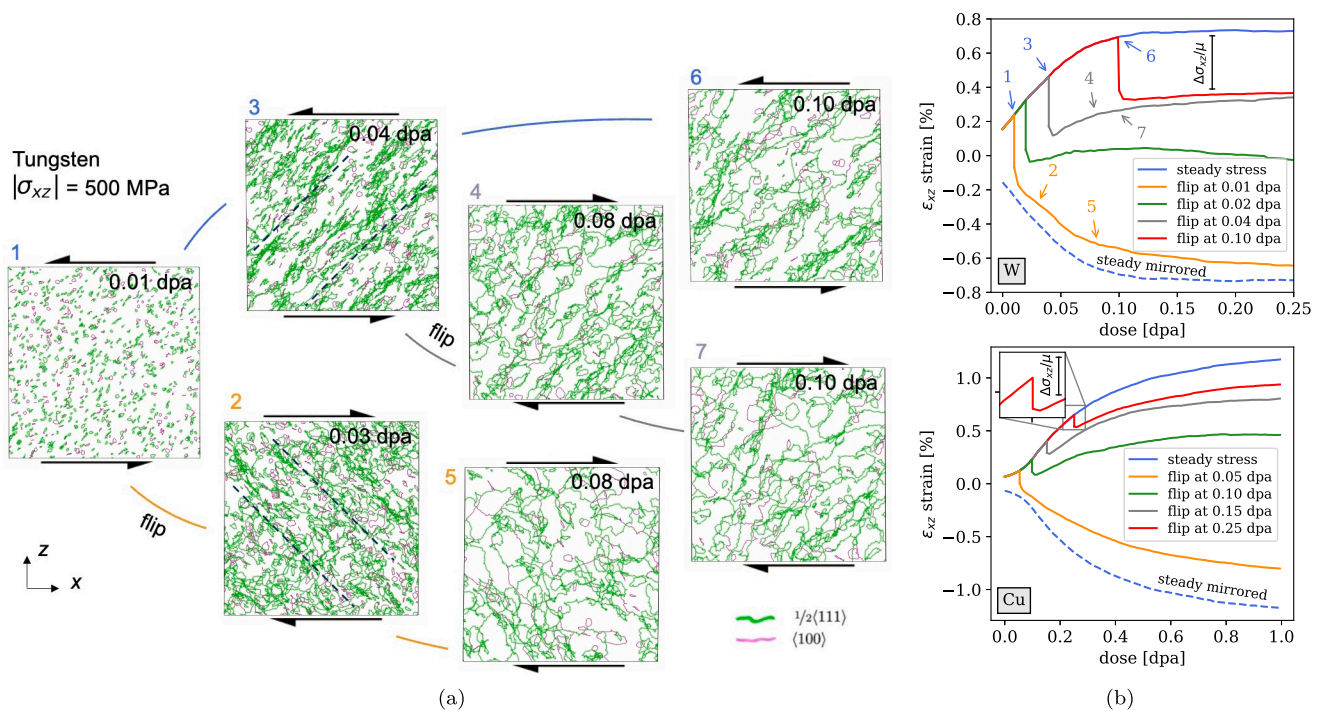 Tungsten
|σxz| = 500 MPa
1
0.01 dpa
3
0.04 dpa
6
0.10 dpa
4
0.08 dpa
flip
7
0.10 dpa
2
0.03 dpa
5
0.08 dpa
flip
z
x
1/2⟨111⟩
⟨100⟩
(a)
0.8
0.6
0.4
0.2
0.0
−0.2
−0.4
−0.6
−0.8
εxz strain [%]
1
3
6
4
7
2
5
Δσxz/μ
steady stress
flip at 0.01 dpa
flip at 0.02 dpa
flip at 0.04 dpa
flip at 0.10 dpa
steady mirrored
W
0.00 0.05 0.10 0.15 0.20 0.25
dose [dpa]
1.0
0.5
0.0
−0.5
−1.0
εxz strain [%]
Δσxz/μ
steady stress
flip at 0.05 dpa
flip at 0.10 dpa
flip at 0.15 dpa
flip at 0.25 dpa
steady mirrored
Cu
0.0 0.2 0.4 0.6 0.8 1.0
dose [dpa]
(b)